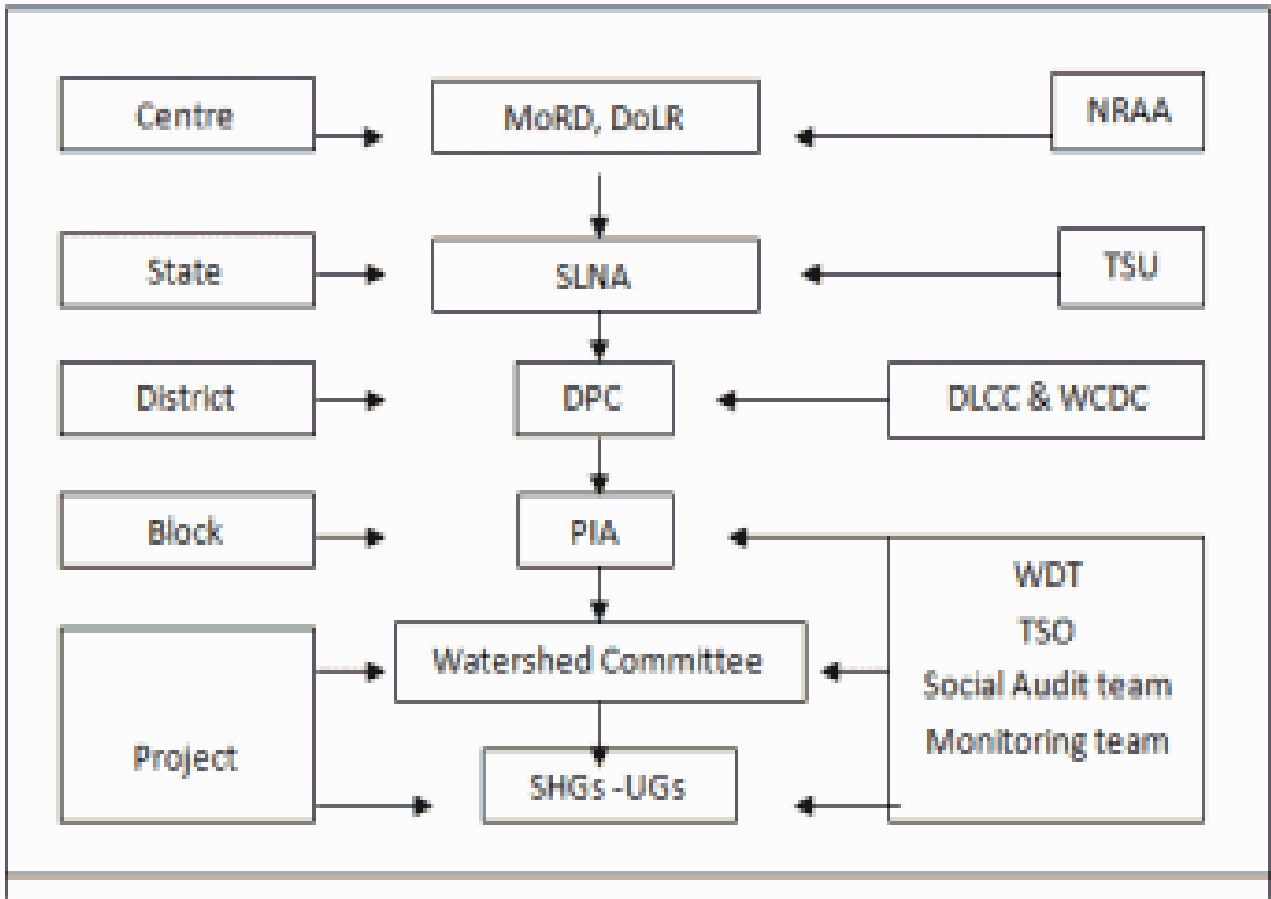 Centre
MoRD, DoLR
NRAA
State
SLNA
TSU
District
DPC
DLCC & WCDC
Block
PIA
WDT
TSO
Social Audit team
Monitoring team
Watershed Committee
Project
SHGs -UGs